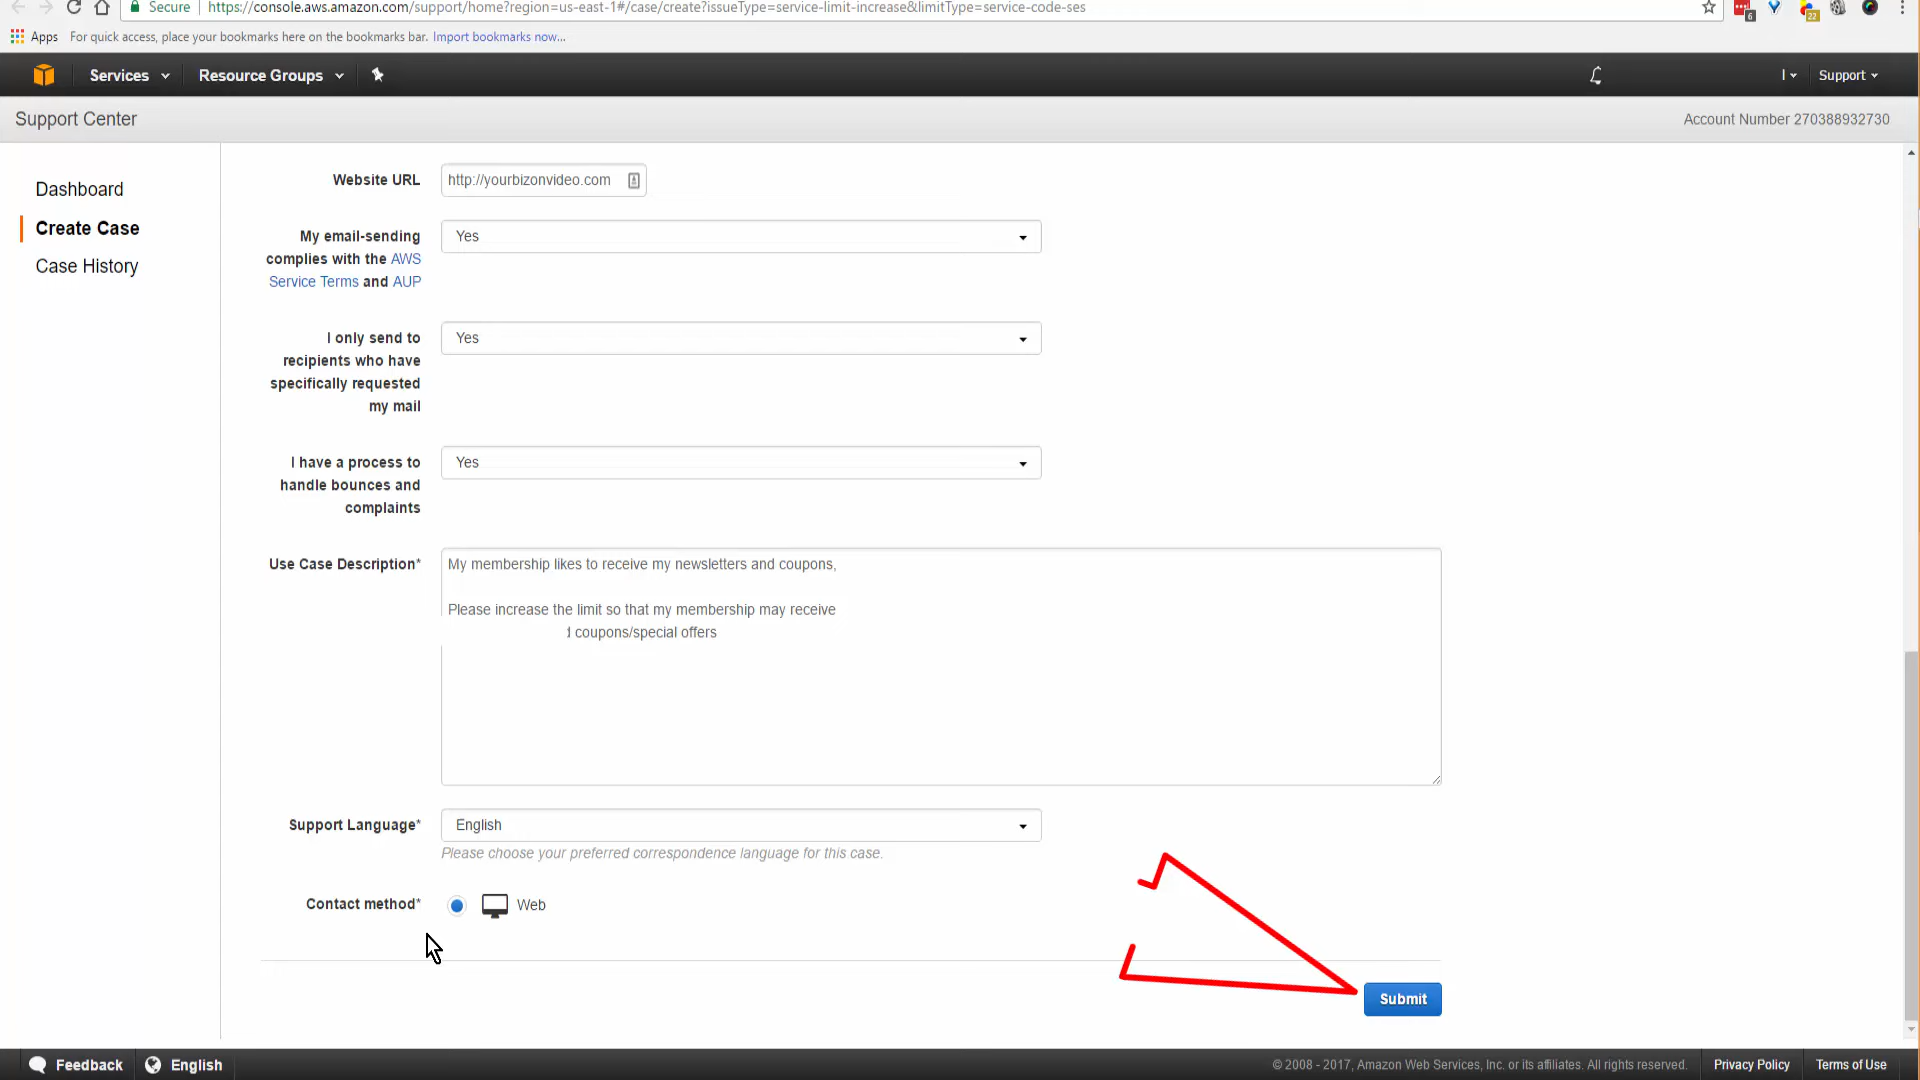 Secure https://console.aws.amazon.com/support/home?region=us-east-1#/case/create?issueType=service-limit-increase&limitType=service-code-ses
6
22
Apps For quick access, place your bookmarks here on the bookmarks bar. Import bookmarks now...
Services Resource Groups
I Support
Support Center
Account Number 270388932730
Dashboard
Create Case
Case History
Website URL http://yourbizonvideo.com
My email-sending Yes
complies with the AWS
Service Terms and AUP
I only send to Yes
recipients who have
specifically requested
my mail
I have a process to Yes
handle bounces and
complaints
Use Case Description* My membership likes to receive my newsletters and coupons,
Please increase the limit so that my membership may receive
coupons/special offers
Support Language* English
Please choose your preferred correspondence language for this case.
Contact method* Web
Submit
Feedback English
© 2008 - 2017, Amazon Web Services, Inc. or its affiliates. All rights reserved. Privacy Policy Terms of Use